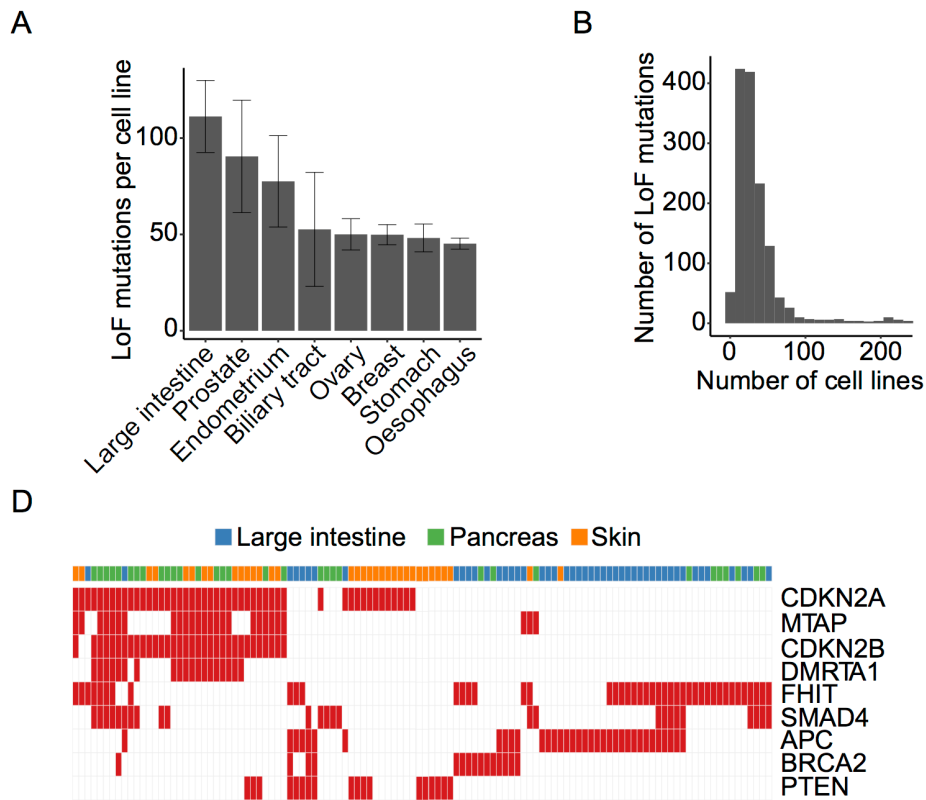 A
LoF mutations per cell line
100
50
0
Large intestine
Prostate
Endometrium
Biliary tract
Ovary
Breast
Stomach
Oesophagus
B
Number of LoF mutations
400
300
200
100
0
0 100 200
Number of cell lines
D
Large intestine Pancreas Skin
CDKN2A
MTAP
CDKN2B
DMRTA1
FHIT
SMAD4
APC
BRCA2
PTEN